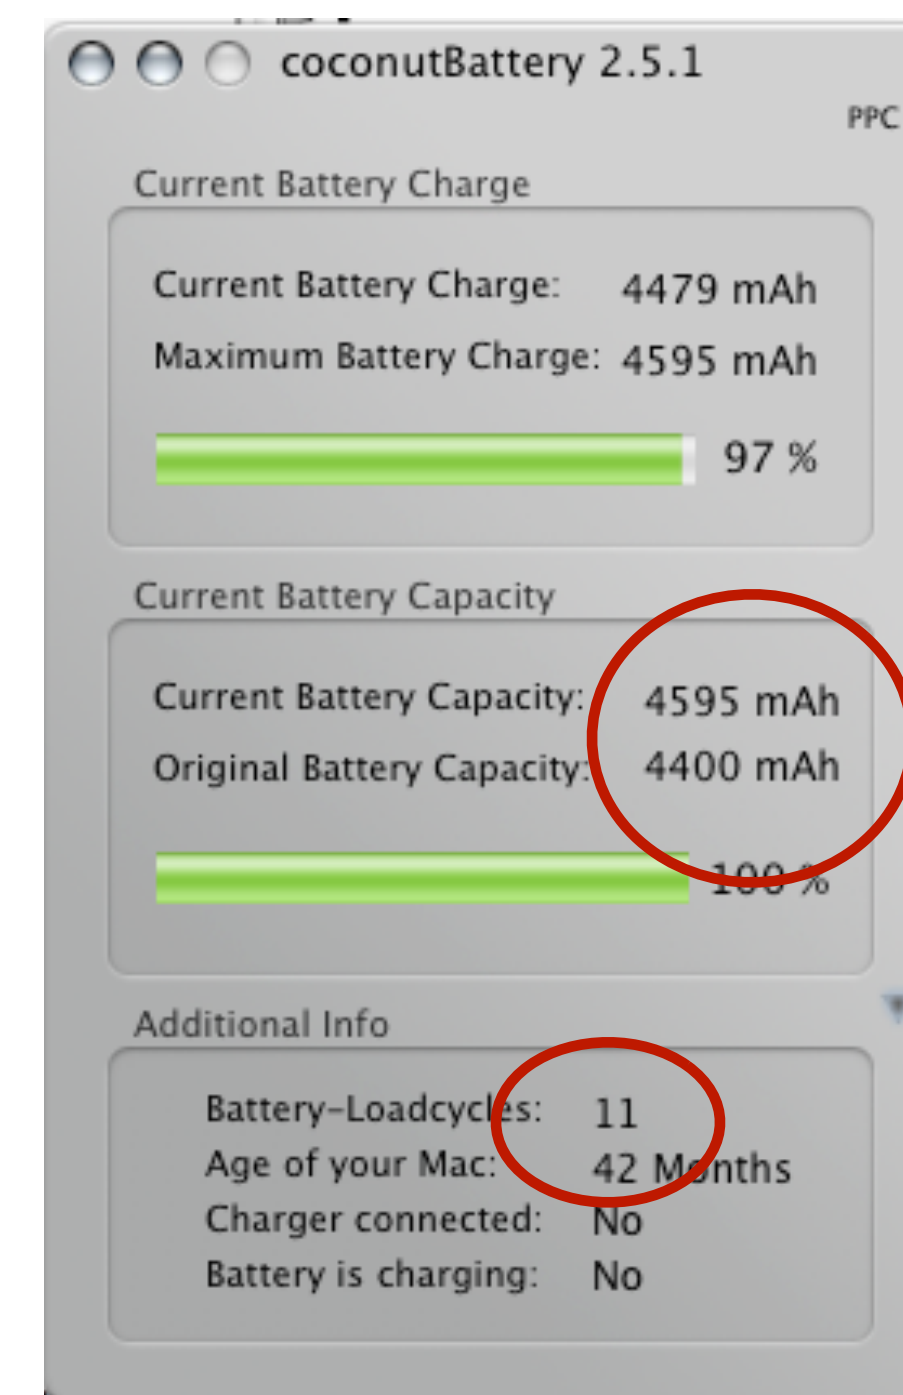 coconutBattery 2.5.1
PPC
Current Battery Charge
Current Battery Charge: 4479 mAh
Maximum Battery Charge: 4595 mAh
97 %
Current Battery Capacity
Current Battery Capacity: 4595 mAh
Original Battery Capacity: 4400 mAh
100 %
Additional Info
Battery-Loadcycles: 11
Age of your Mac: 42 Months
Charger connected: No
Battery is charging: No